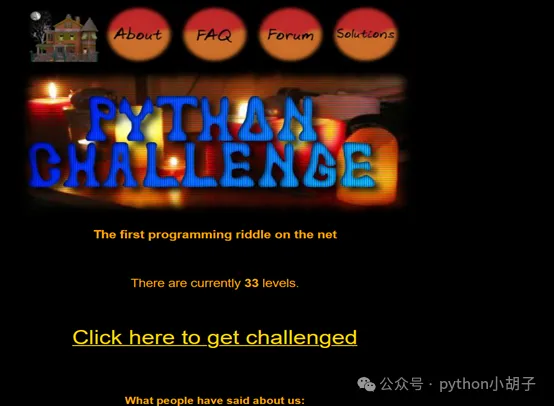 About FAQ Forum Solutions
PYTHON
CHALLENGE
The first programming riddle on the net
There are currently 33 levels.
Click here to get challenged
公众号 · python小胡子
What people have said about us: